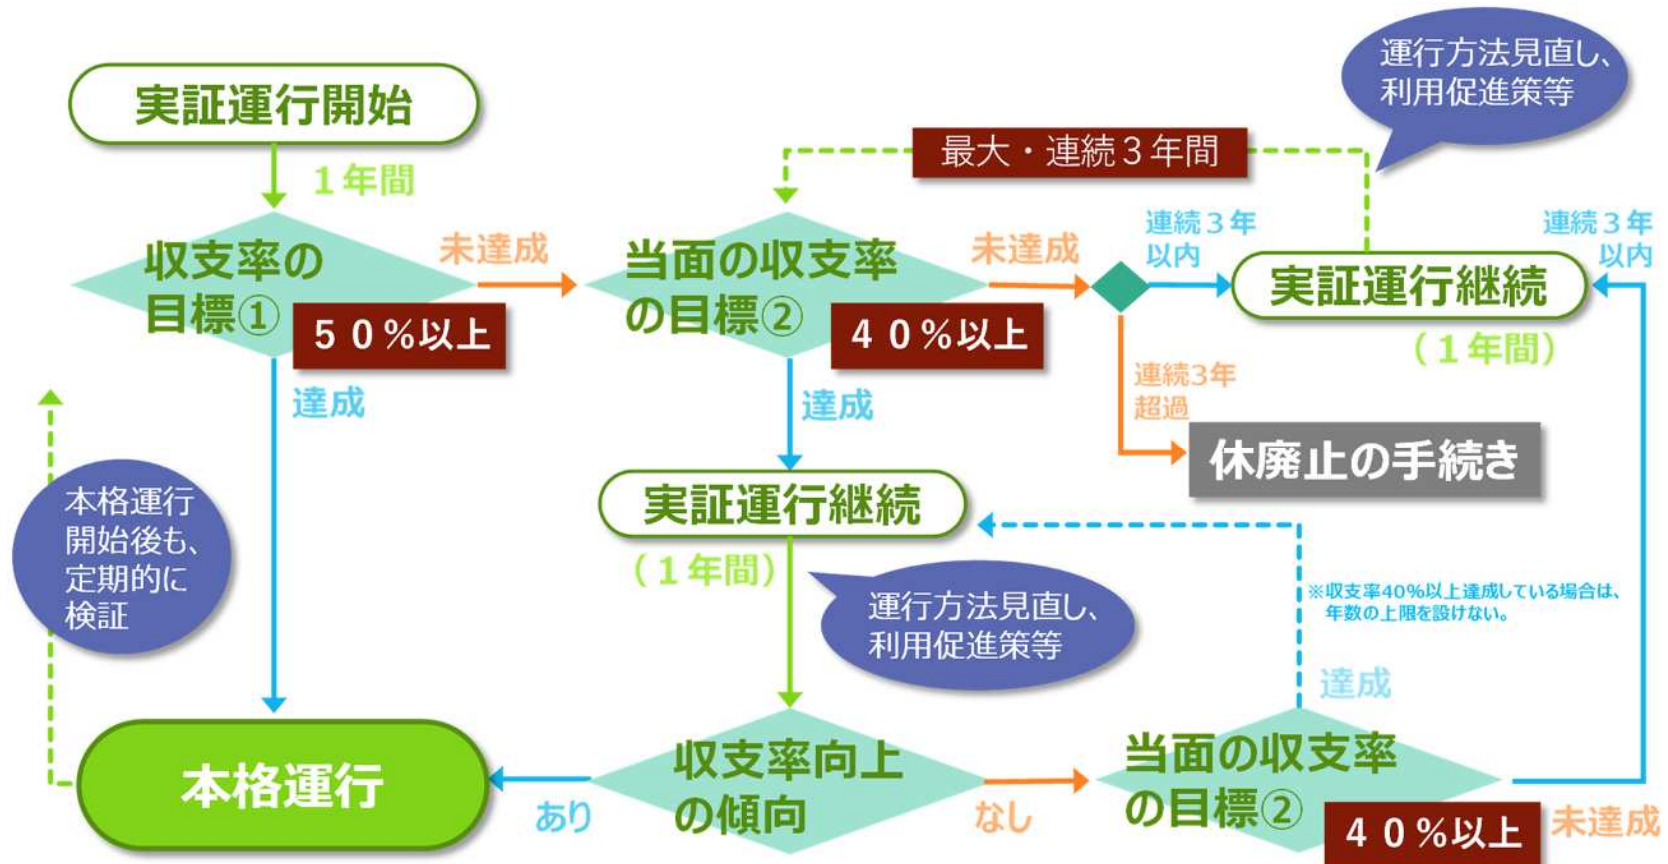 運行方法見直し、
利用促進策等
実証運行開始
最大・連続３年間
１年間
収支率の
目標①
５０％以上
未達成
当面の収支率
の目標②
４０％以上
未達成
連続３年
以内
実証運行継続
（１年間）
連続３年
以内
達成
達成
連続3年
超過
休廃止の手続き
本格運行
開始後も、
定期的に
検証
実証運行継続
（１年間）
運行方法見直し、
利用促進策等
※収支率40％以上達成している場合は、
年数の上限を設けない。
達成
本格運行
あり
収支率向上
の傾向
なし
当面の収支率
の目標②
４０％以上
未達成